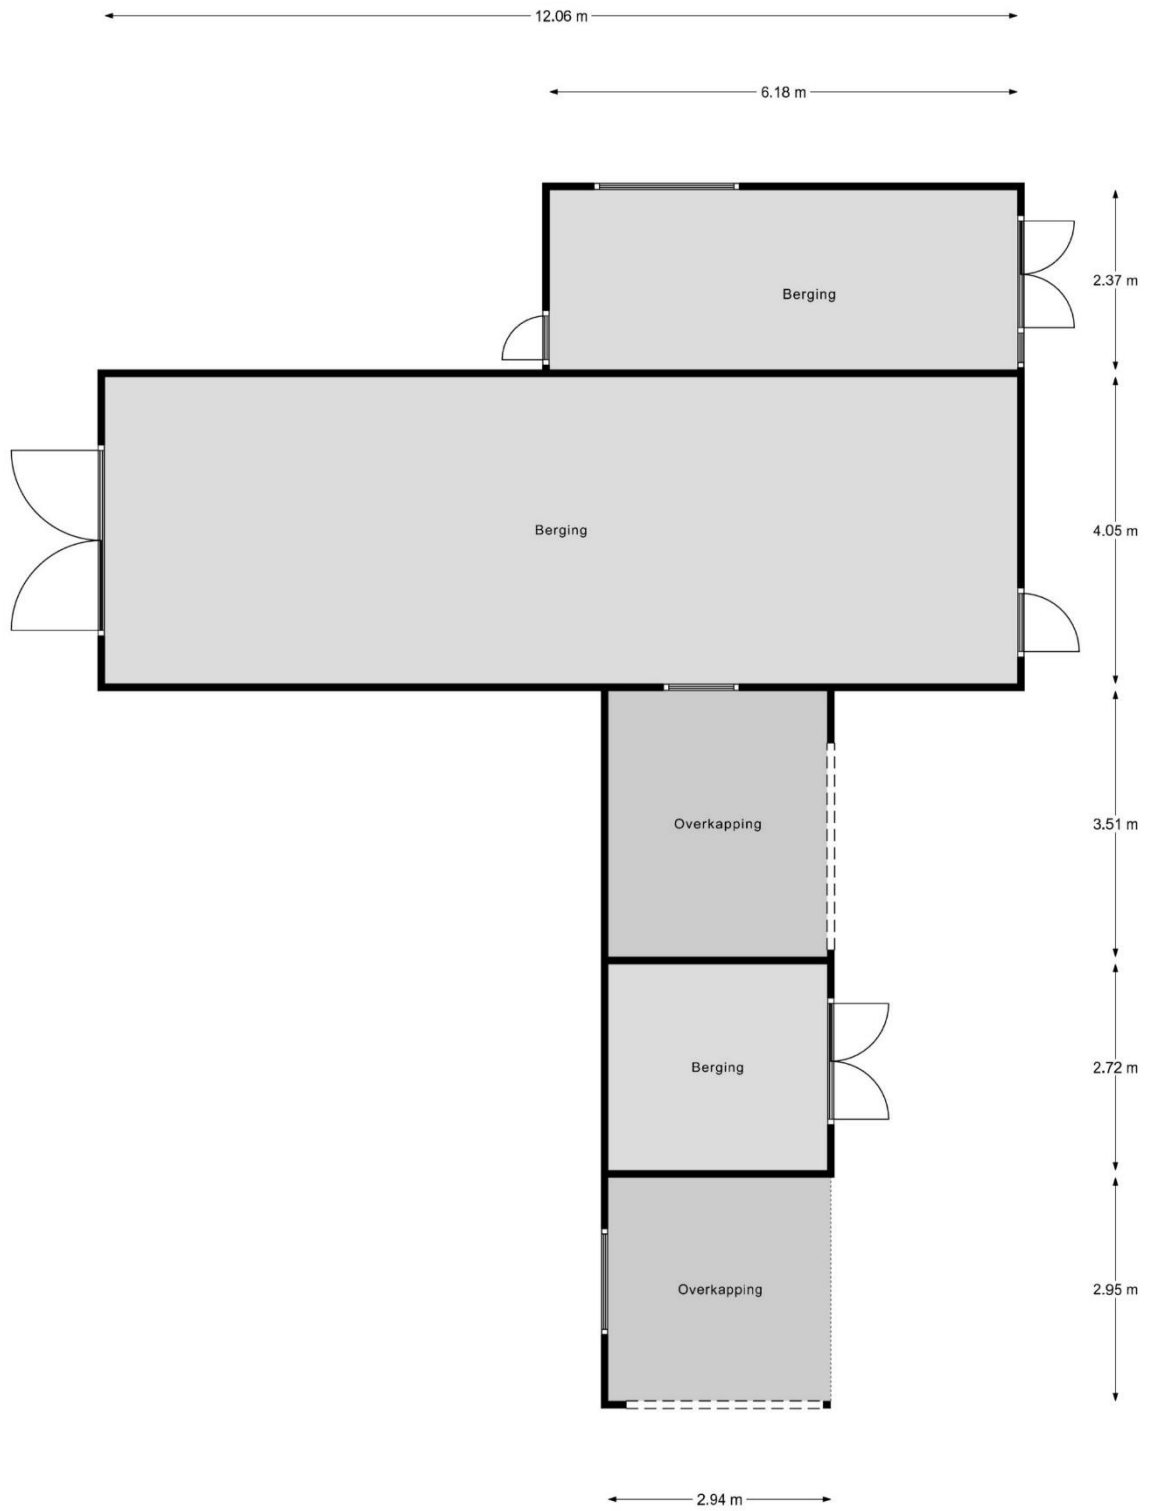 12.06 m
6.18 m
2.37 m
Berging
4.05 m
Berging
3.51 m
Overkapping
2.72 m
Berging
2.95 m
Overkapping
2.94 m